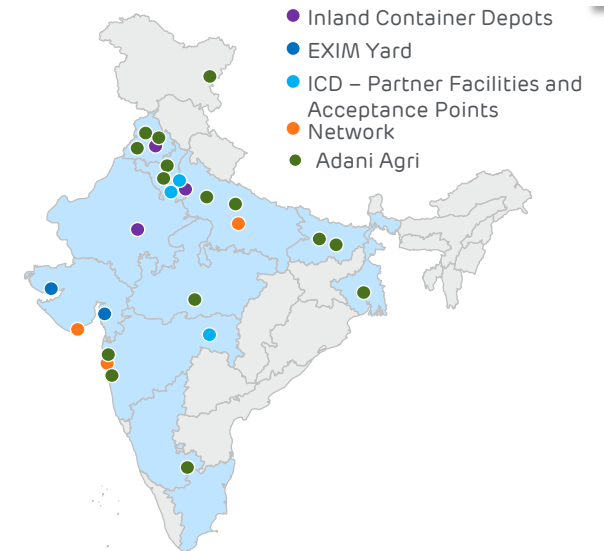 Inland Container Depots
EXIM Yard
ICD – Partner Facilities and
Acceptance Points
Network
Adani Agri